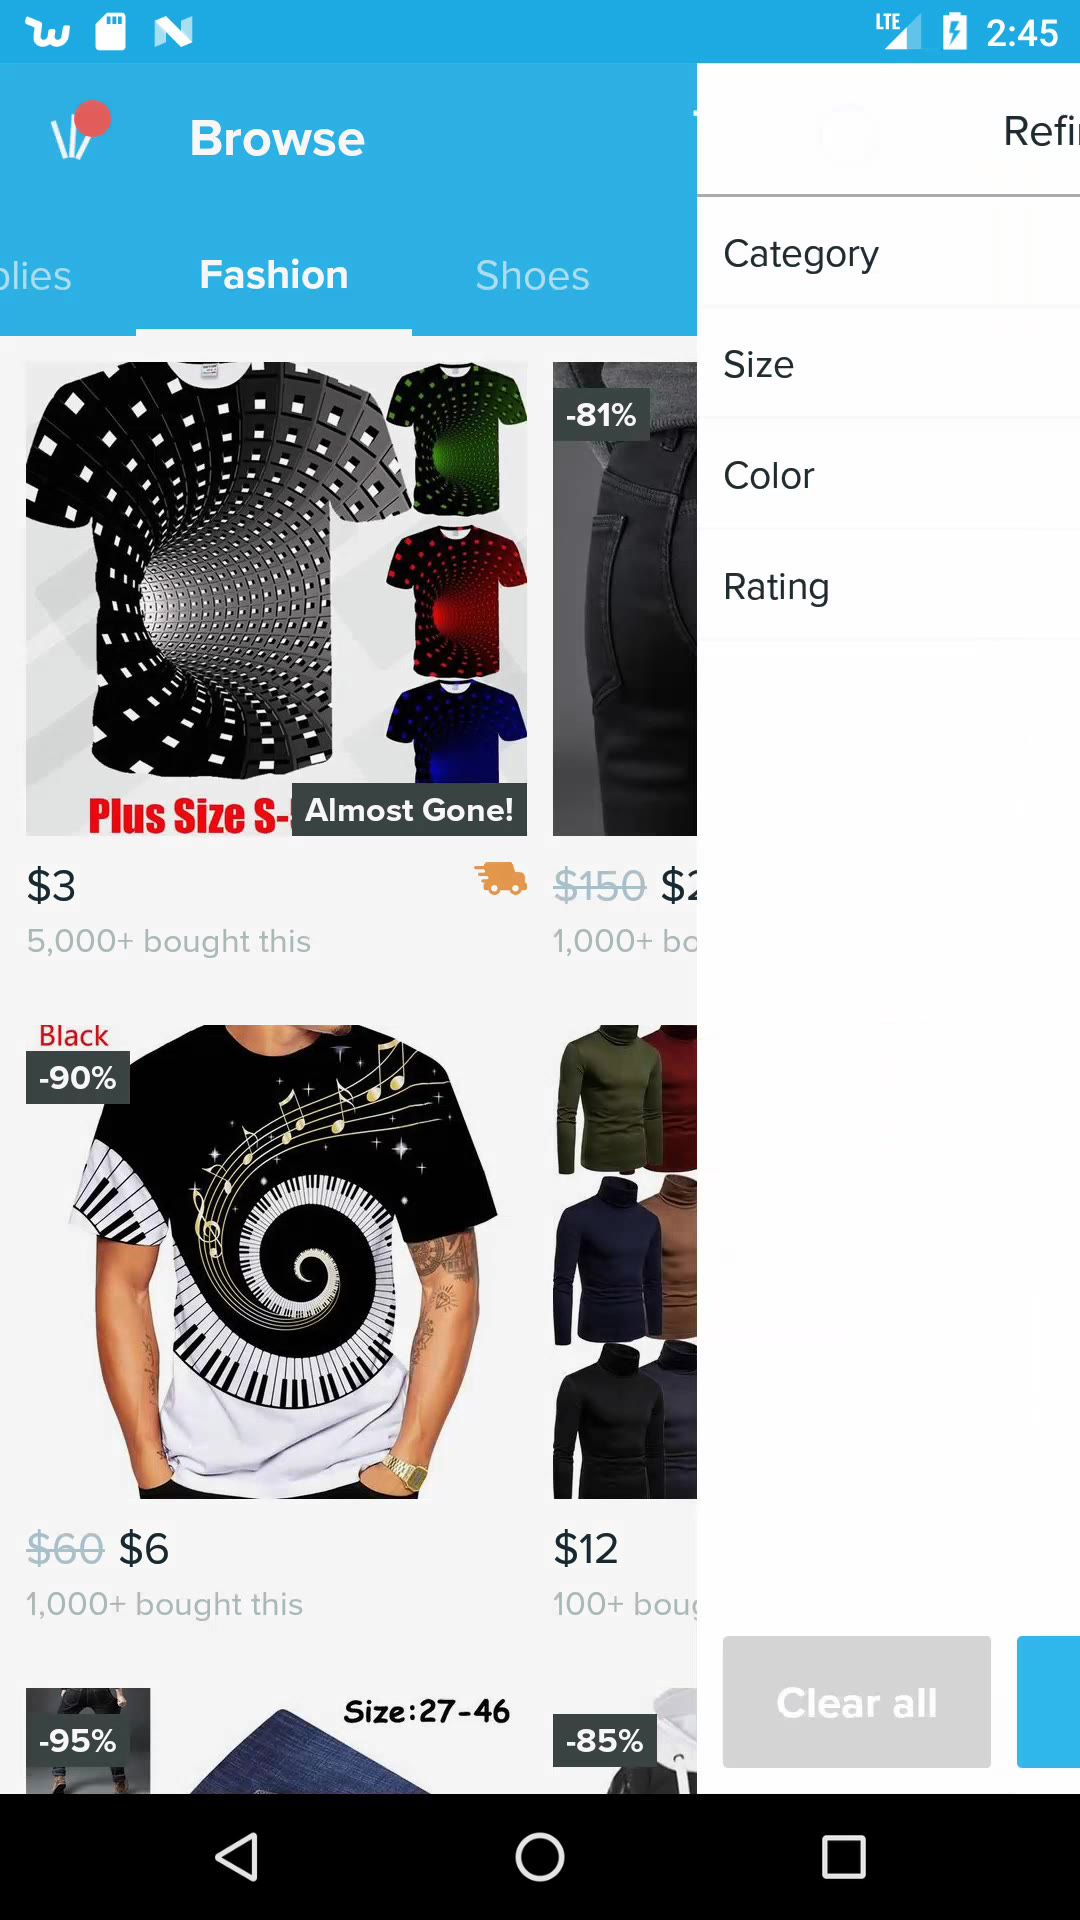 LTE 2:45
Browse
Refi
plies Fashion Shoes
Category
Size
Color
Rating
-81%
Plus Size S-
Almost Gone!
$3
$150 $2
5,000+ bought this
1,000+ bo
Black
-90%
$60 $6
$12
1,000+ bought this
100+ boug
Clear all
Size:27-46
-95%
-85%